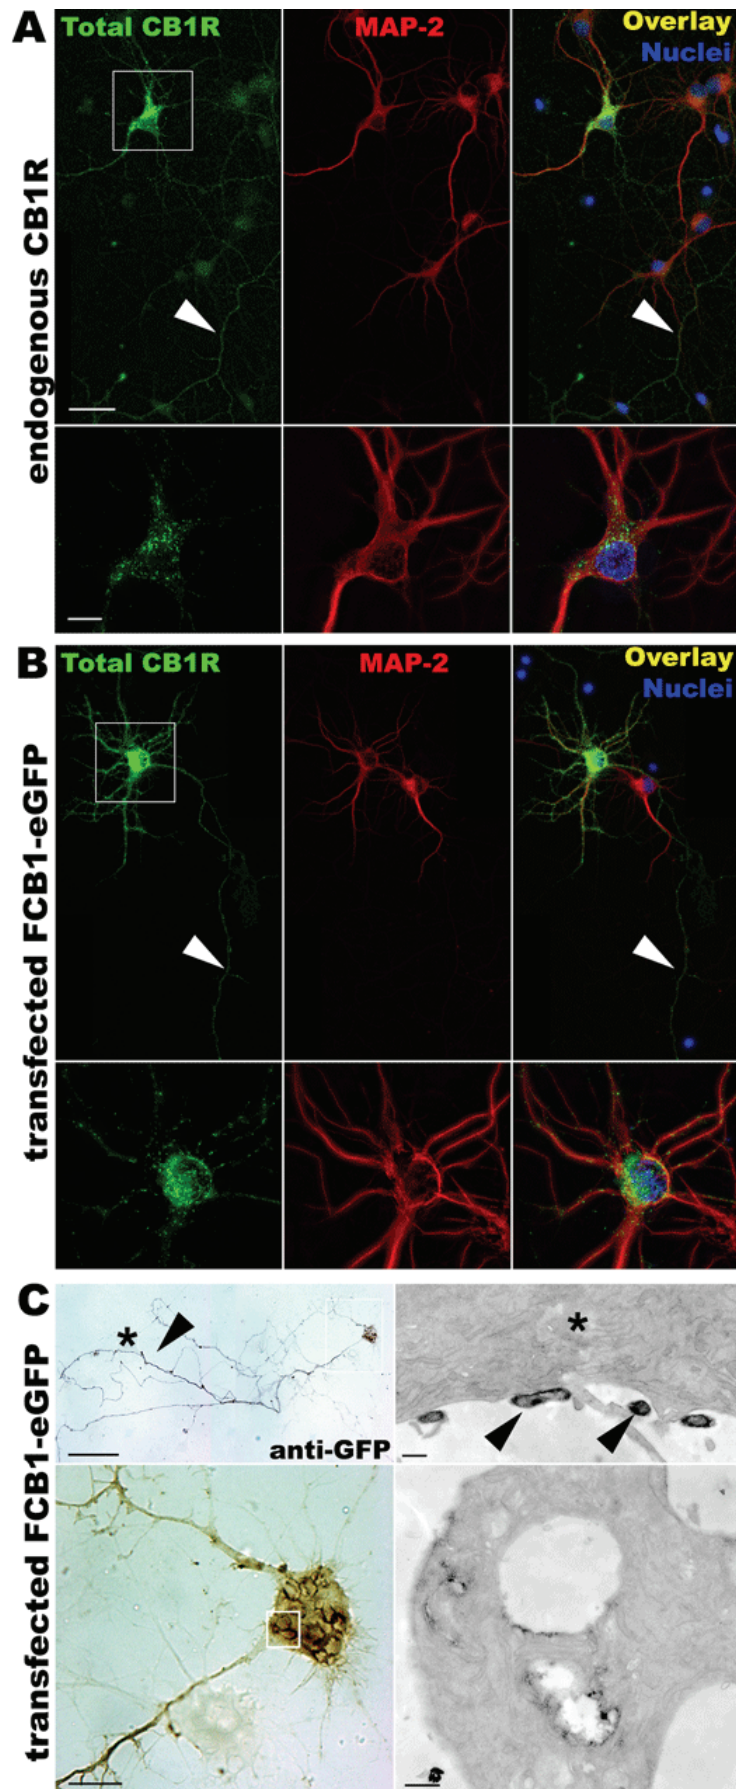 A
Total CB1R
MAP-2
Overlay
Nuclei
endogenous CB1R
B
Total CB1R
MAP-2
Overlay
Nuclei
transfected FCB1-eGFP
C
*
*
anti-GFP
transfected FCB1-eGFP